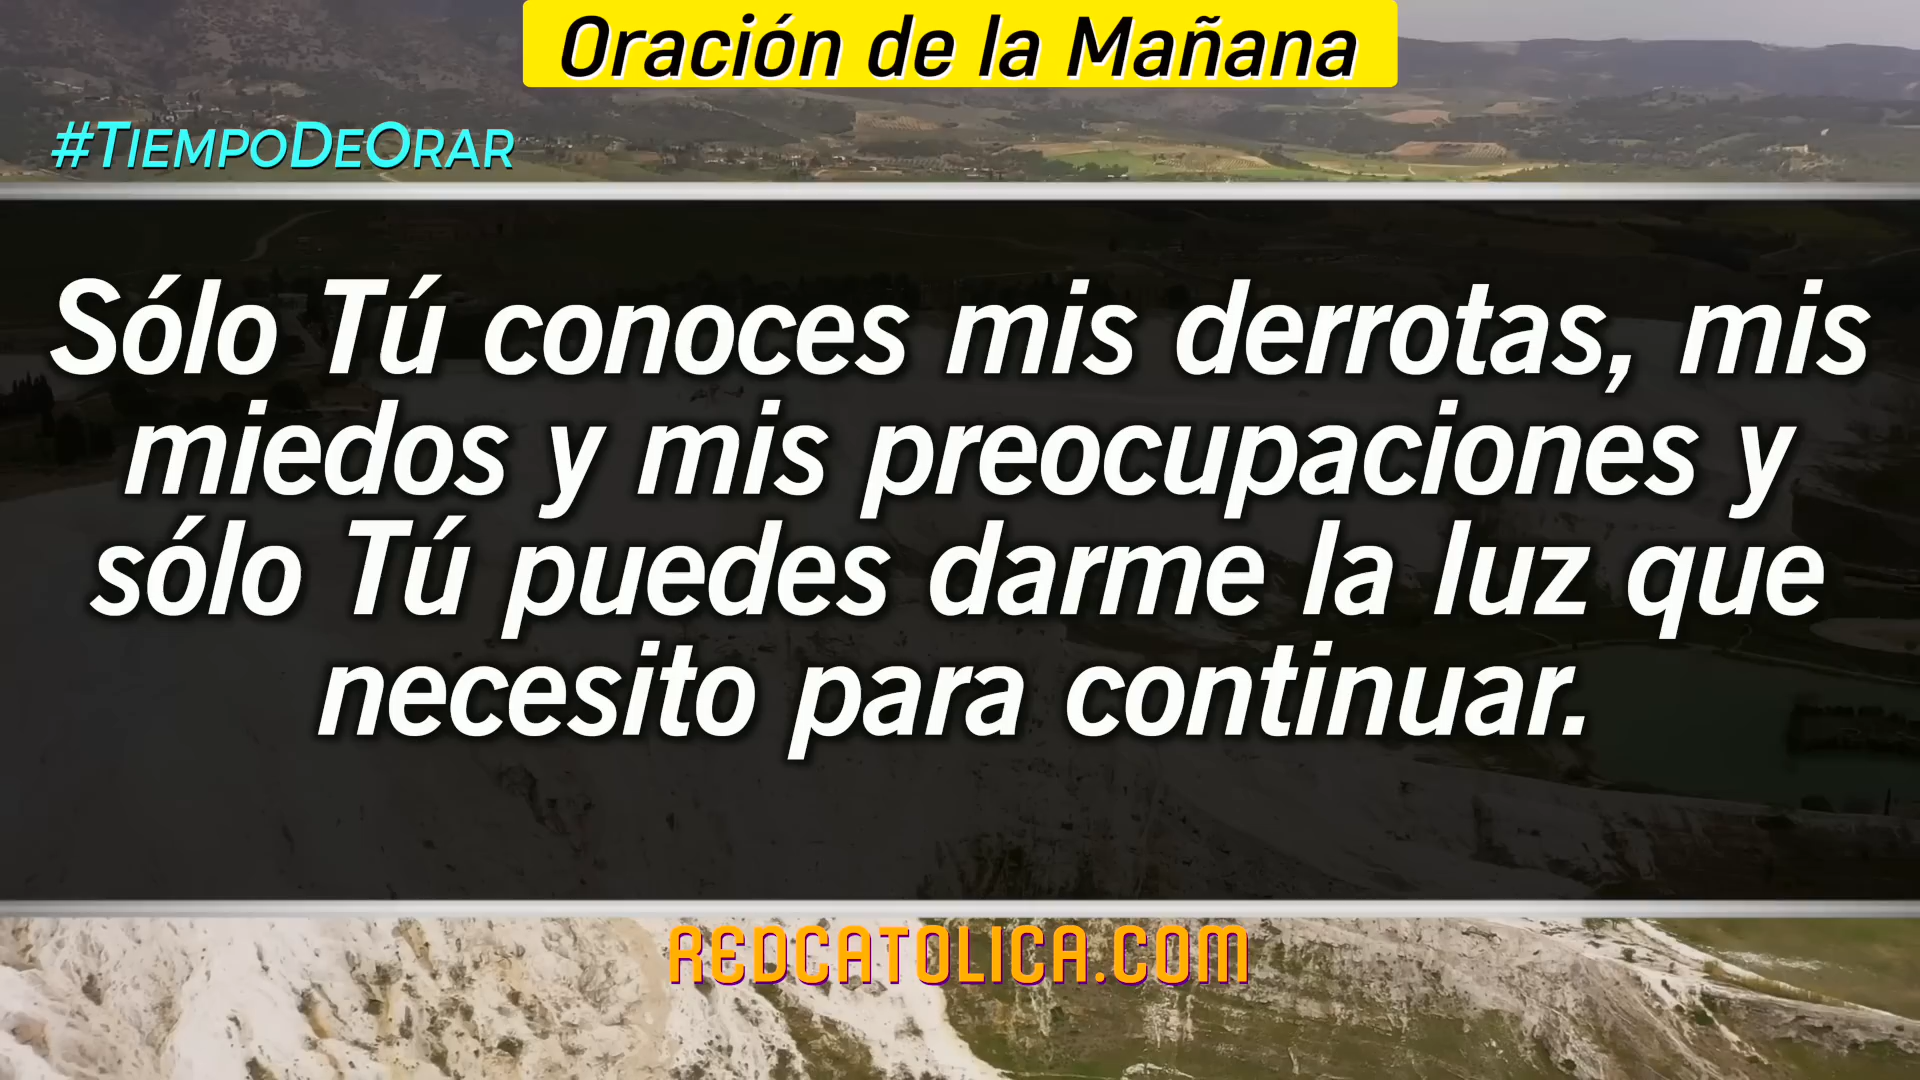 Oración de la Mañana
#TiempoDeOrar
Sólo Tú conoces mis derrotas, mis
miedos y mis preocupaciones y
sólo Tú puedes darme la luz que
necesito para continuar.
REDCATOLICA.COM